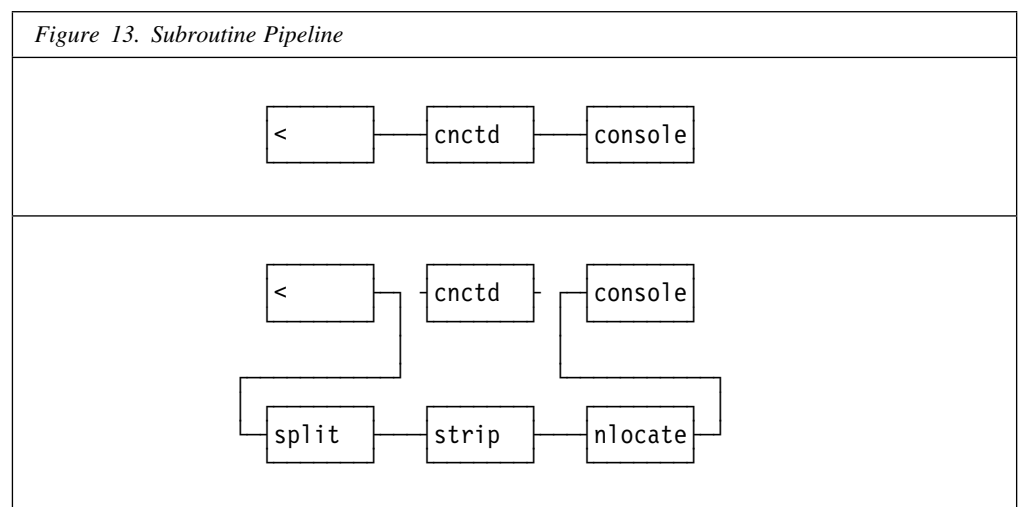 Figure 13. Subroutine Pipeline
< cnctd console
< cnctd console
split strip nlocate